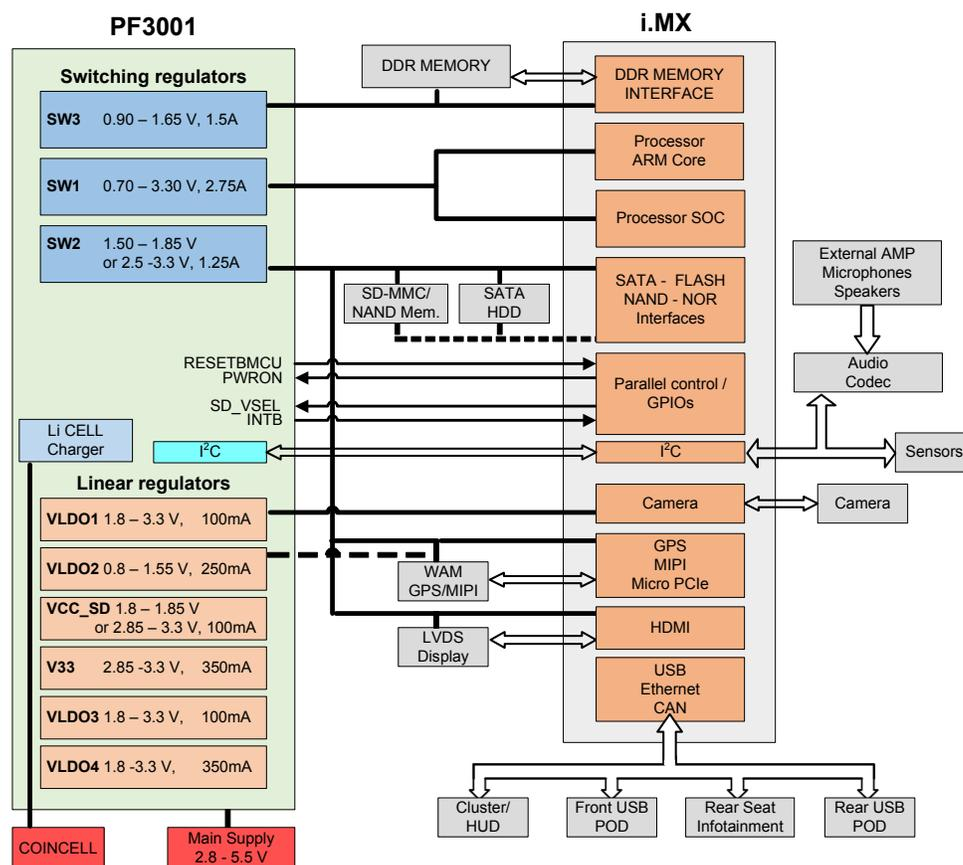 PF3001
i.MX
Switching regulators
SW3 0.90 – 1.65 V, 1.5A
SW1 0.70 – 3.30 V, 2.75A
SW2 1.50 – 1.85 V
or 2.5 -3.3 V, 1.25A
DDR MEMORY
DDR MEMORY
INTERFACE
Processor
ARM Core
Processor SOC
SD-MMC/
NAND Mem.
SATA
HDD
SATA - FLASH
NAND - NOR
Interfaces
External AMP
Microphones
Speakers
RESETBMCU
PWRON
SD_VSEL
INTB
Parallel control /
GPIOs
Audio
Codec
Li CELL
Charger
I²C
I²C
Sensors
Linear regulators
VLDO1 1.8 – 3.3 V, 100mA
VLDO2 0.8 – 1.55 V, 250mA
VCC_SD 1.8 – 1.85 V
or 2.85 – 3.3 V, 100mA
V33 2.85 -3.3 V, 350mA
VLDO3 1.8 – 3.3 V, 100mA
VLDO4 1.8 -3.3 V, 350mA
Camera
Camera
WAM
GPS/MIPI
GPS
MIPI
Micro PCIe
LVDS
Display
HDMI
USB
Ethernet
CAN
Cluster/
HUD
Front USB
POD
Rear Seat
Infotainment
Rear USB
POD
COINCELL
Main Supply
2.8 - 5.5 V